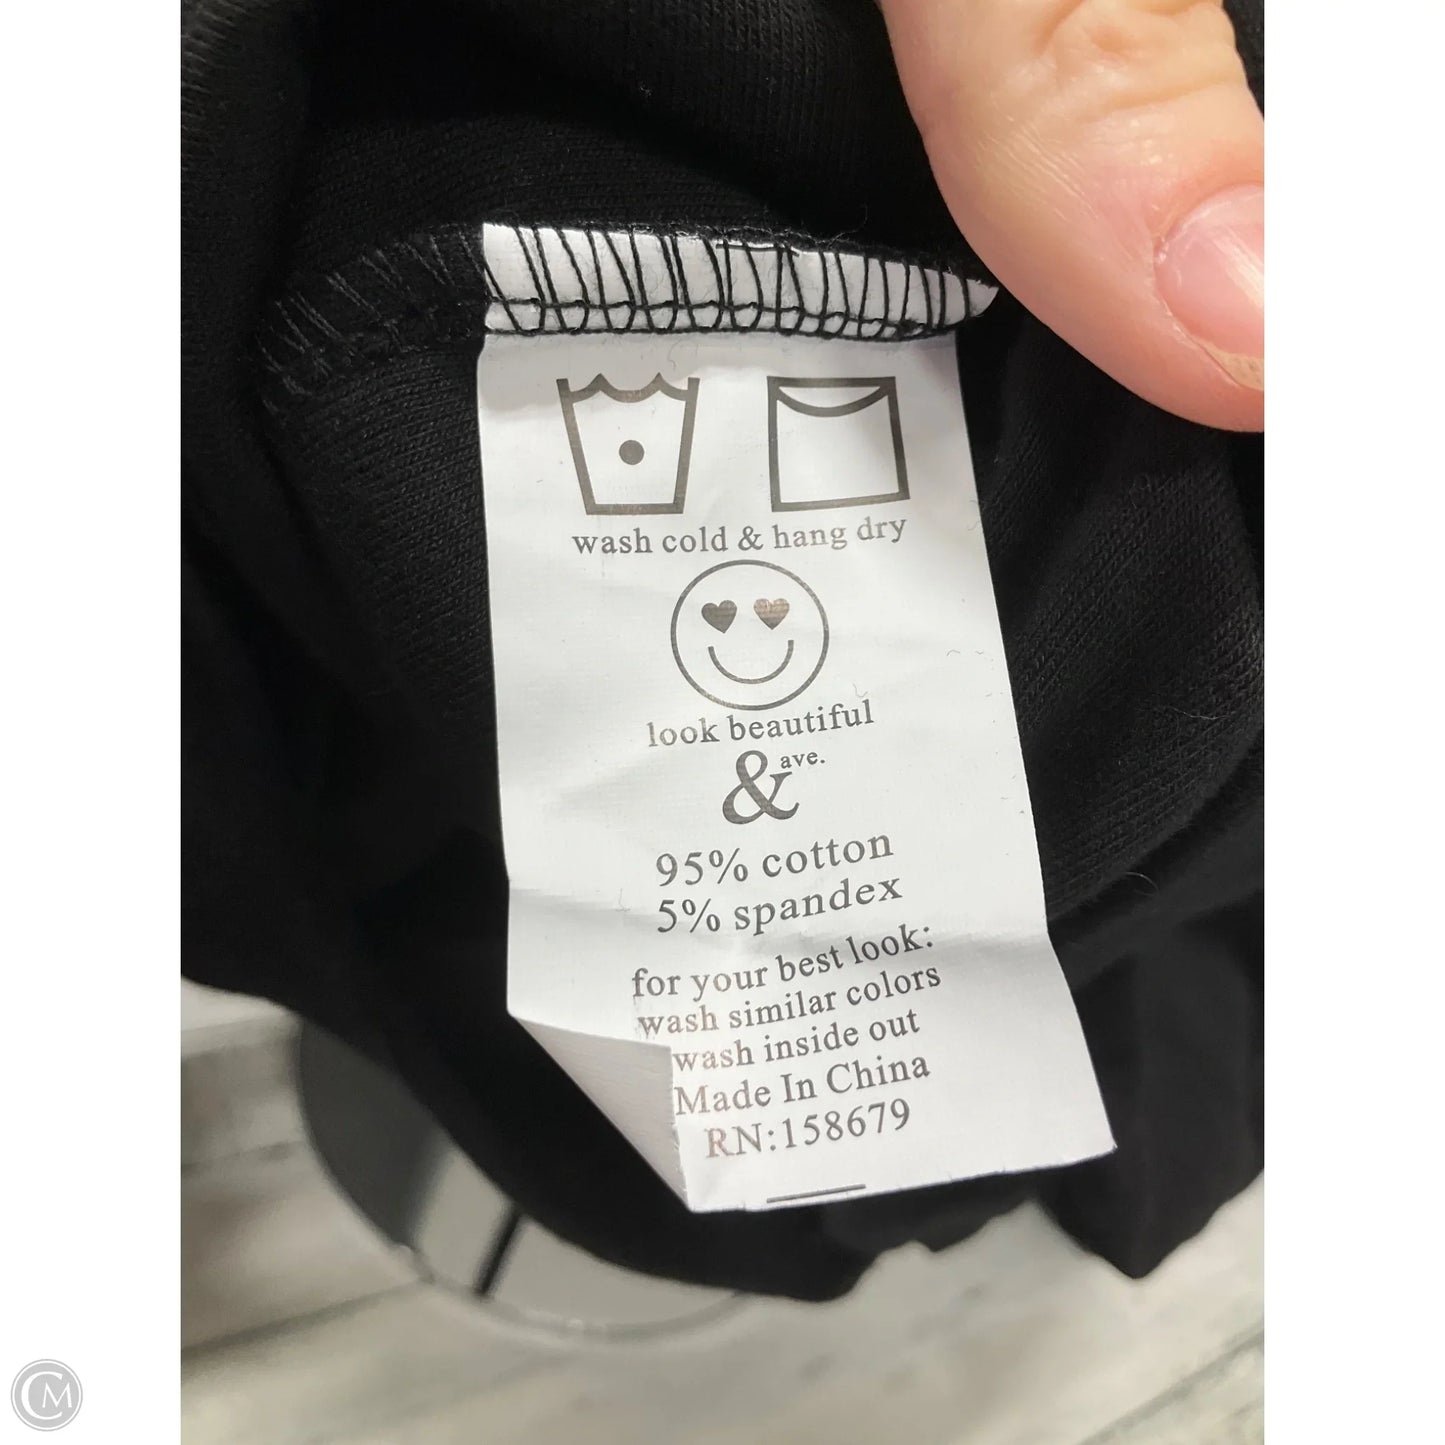 wash cold & hang dry
look beautiful
& ave.
95% cotton
5% spandex
for your best look:
wash similar colors
wash inside out
Made In China
RN:158679
CM